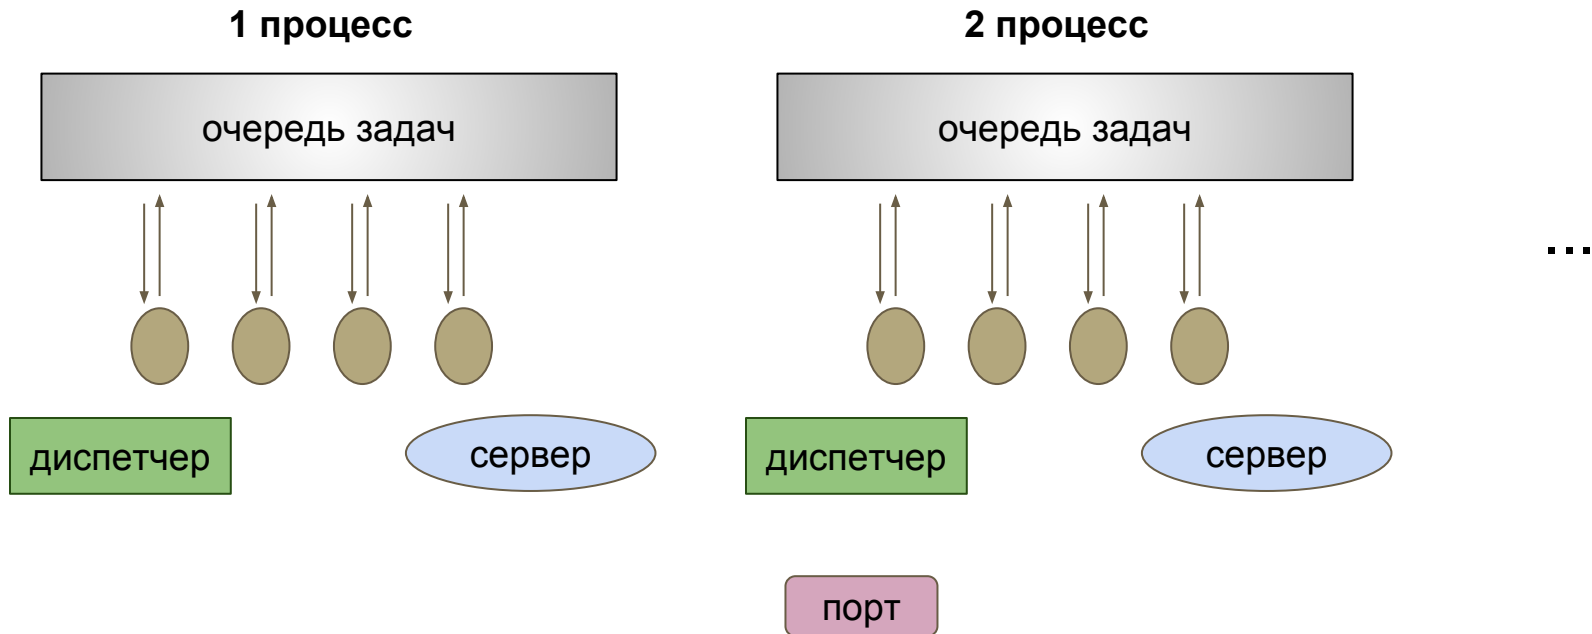 1 процесс
2 процесс
очередь задач
очередь задач
...
диспетчер
сервер
диспетчер
сервер
порт